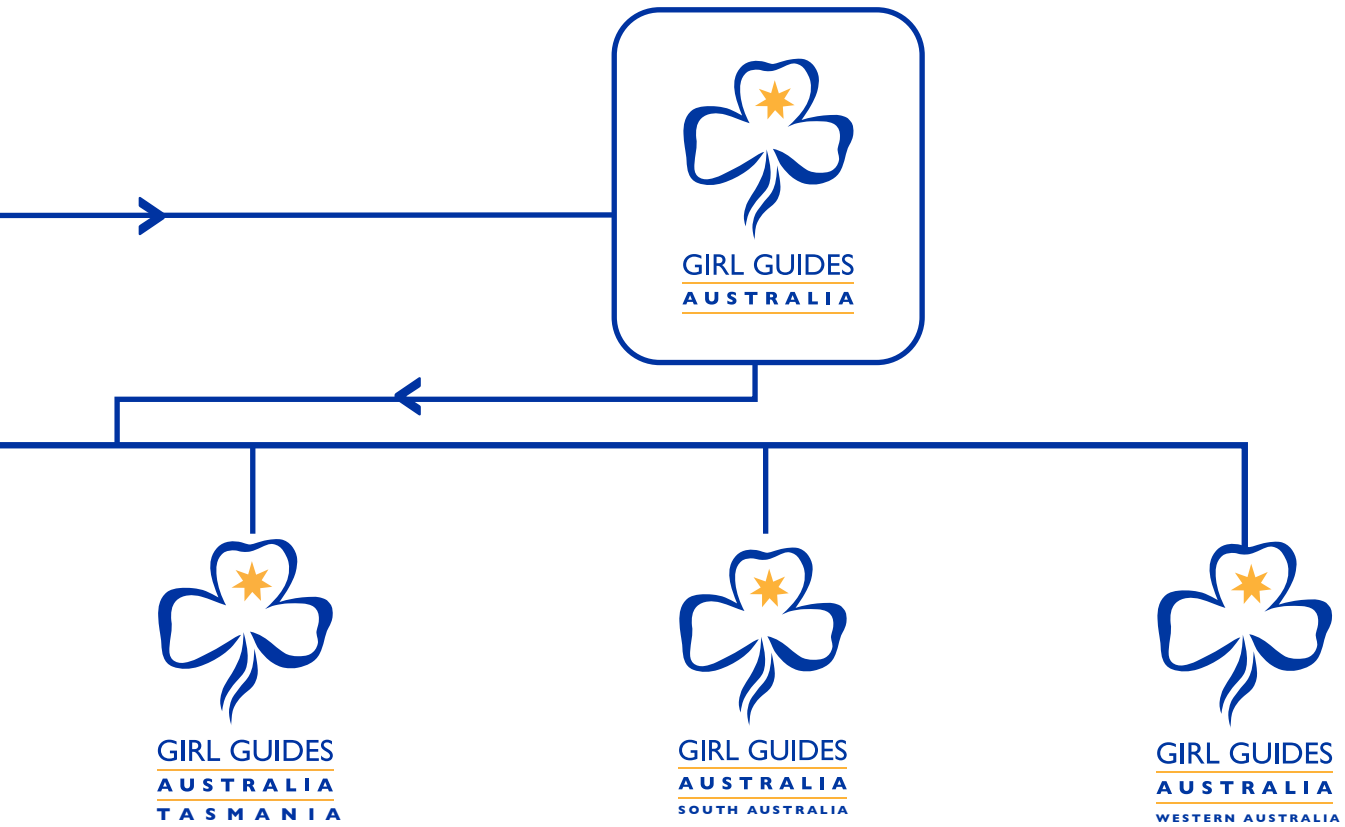 GIRL GUIDES
AUSTRALIA
GIRL GUIDES
AUSTRALIA
TASMANIA
GIRL GUIDES
AUSTRALIA
SOUTH AUSTRALIA
GIRL GUIDES
AUSTRALIA
WESTERN AUSTRALIA